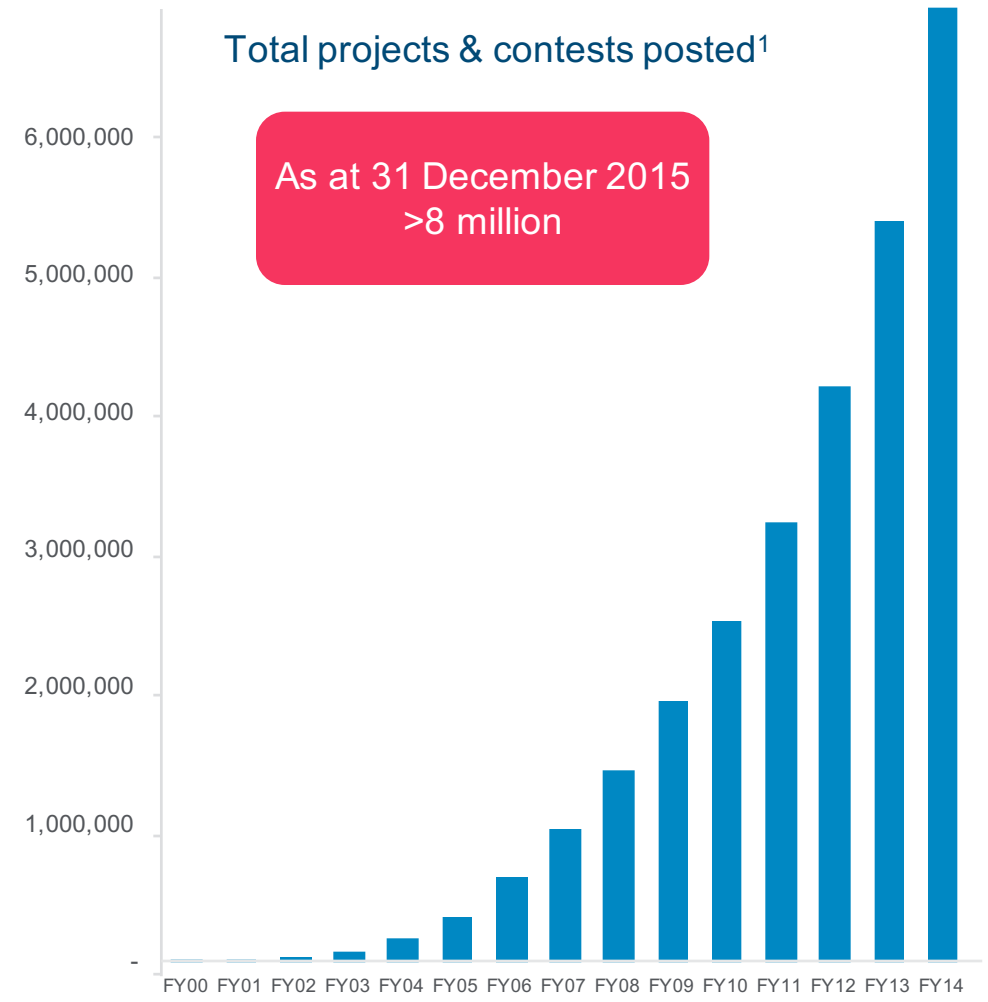 Total projects & contests posted¹
As at 31 December 2015
>8 million
6,000,000
5,000,000
4,000,000
3,000,000
2,000,000
1,000,000
-
FY00 FY01 FY02 FY03 FY04 FY05 FY06 FY07 FY08 FY09 FY10 FY11 FY12 FY13 FY14